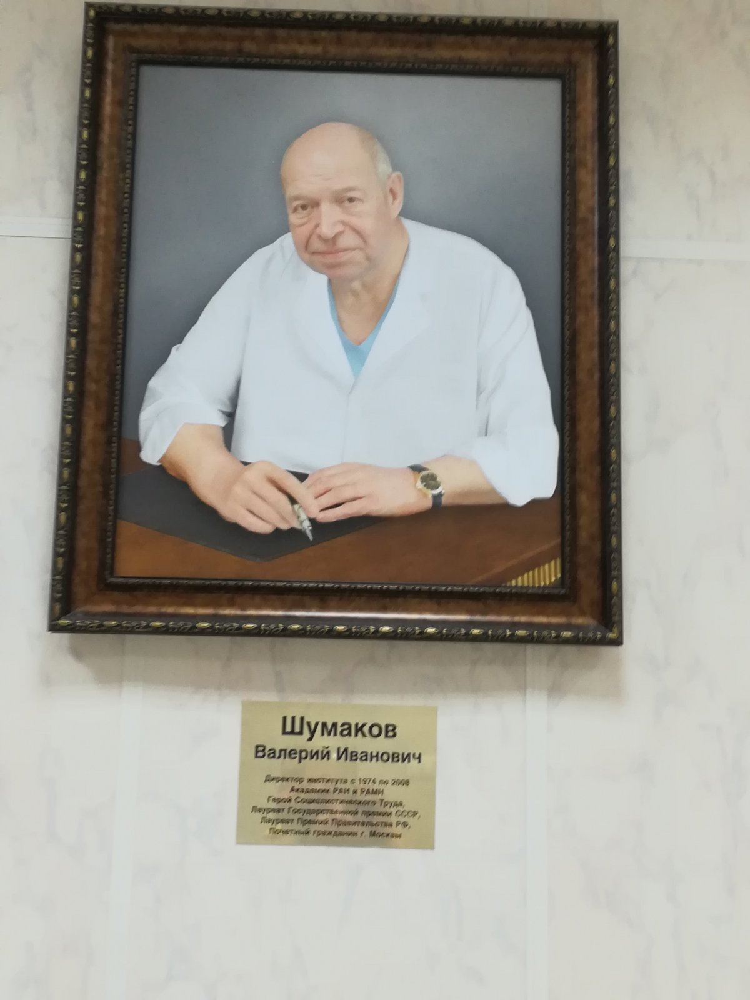 Шумаков
Валерий Иванович
Директор института с 1974 по 2008
Академик РАН и РАМН
Герой Социалистического Труда,
Лауреат Государственной премии СССР,
Лауреат Премий Правительства РФ,
Почетный гражданин г. Москвы